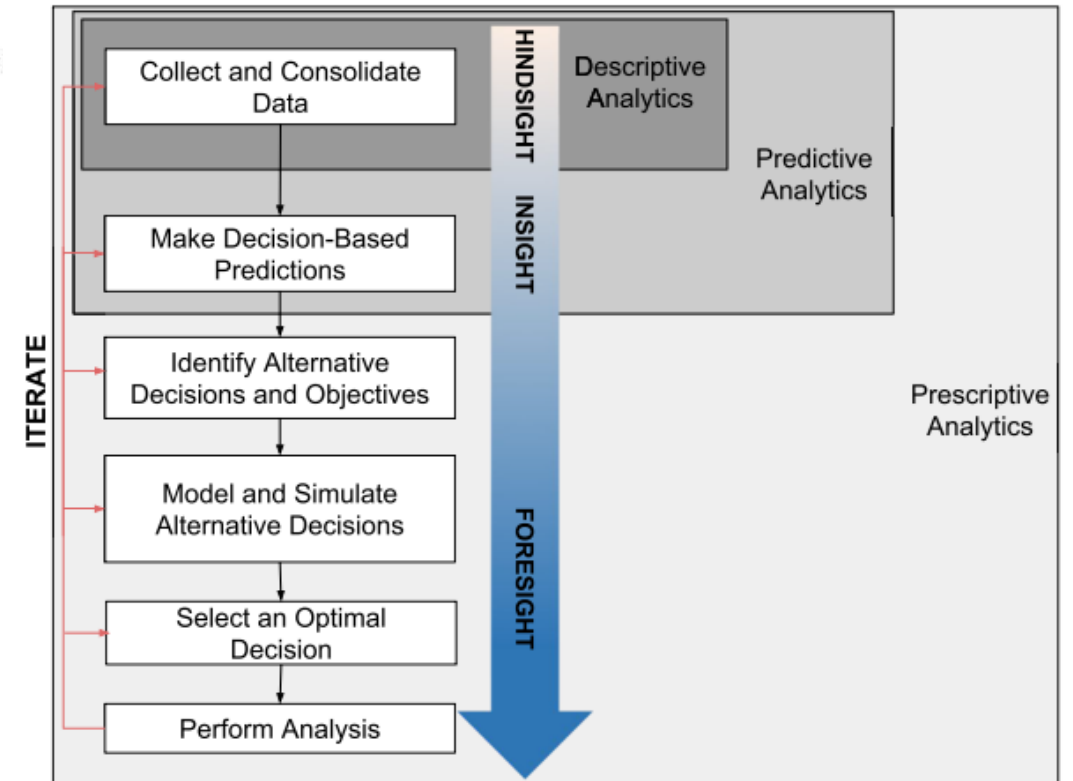 Collect and Consolidate
Data
HINDSIGHT
Descriptive
Analytics
Predictive
Analytics
INSIGHT
Make Decision-Based
Predictions
ITERATE
Identify Alternative
Decisions and Objectives
Prescriptive
Analytics
Model and Simulate
Alternative Decisions
FORESIGHT
Select an Optimal
Decision
Perform Analysis